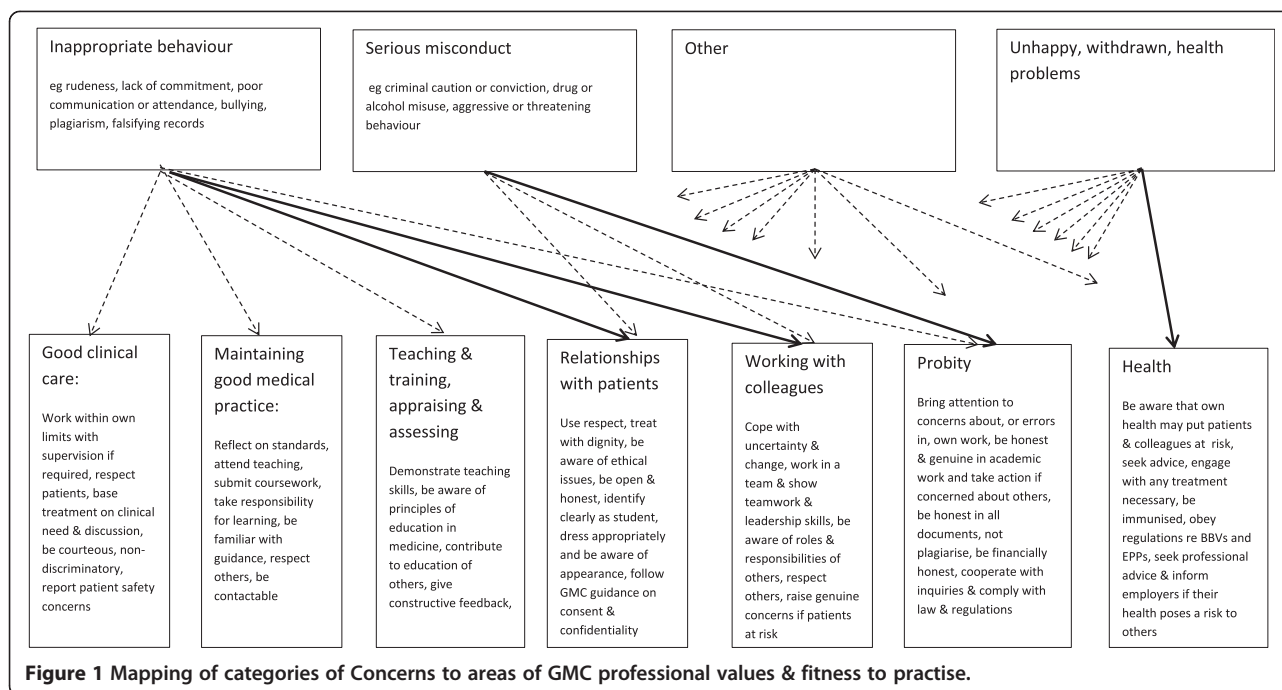 Inappropriate behaviour
eg rudeness, lack of commitment, poor
communication or attendance, bullying,
plagiarism, falsifying records
Serious misconduct
eg criminal caution or conviction, drug or
alcohol misuse, aggressive or threatening
behaviour
Other
Unhappy, withdrawn, health
problems
Good clinical
care:
Work within own
limits with
supervision if
required, respect
patients, base
treatment on clinical
need & discussion,
be courteous, non-
discriminatory,
report patient safety
concerns
Maintaining
good medical
practice:
Reflect on standards,
attend teaching,
submit coursework,
take responsibility
for learning, be
familiar with
guidance, respect
others, be
contactable
Teaching &
training,
appraising &
assessing
Demonstrate teaching
skills, be aware of
principles of
education in
medicine, contribute
to education of
others, give
constructive feedback,
Relationships
with patients
Use respect, treat
with dignity, be
aware of ethical
issues, be open &
honest, identify
clearly as student,
dress appropriately
and be aware of
appearance, follow
GMC guidance on
consent &
confidentiality
Working with
colleagues
Cope with
uncertainty &
change, work in a
team & show
teamwork &
leadership skills, be
aware of roles &
responsibilities of
others, respect
others, raise genuine
concerns if patients
at risk
Probity
Bring attention to
concerns about, or errors
in, own work, be honest
& genuine in academic
work and take action if
concerned about others,
be honest in all
documents, not
plagiarise, be financially
honest, cooperate with
inquiries & comply with
law & regulations
Health
Be aware that own
health may put patients
& colleagues at risk,
seek advice, engage
with any treatment
necessary, be
immunised, obey
regulations re BBVs and
EPPs, seek professional
advice & inform
employers if their
health poses a risk to
others
Figure 1 Mapping of categories of Concerns to areas of GMC professional values & fitness to practise.